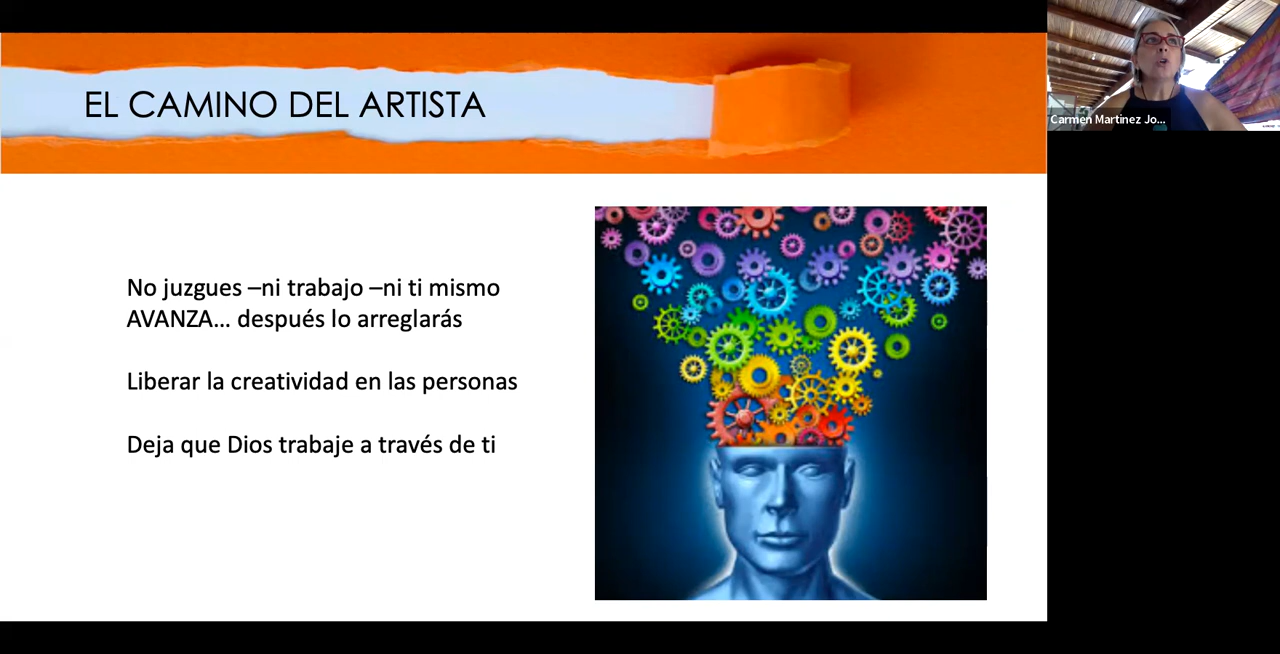 EL CAMINO DEL ARTISTA
Carmen Martinez Jo...
No juzgues –ni trabajo –ni ti mismo
AVANZA... después lo arreglarás
Liberar la creatividad en las personas
Deja que Dios trabaje a través de ti